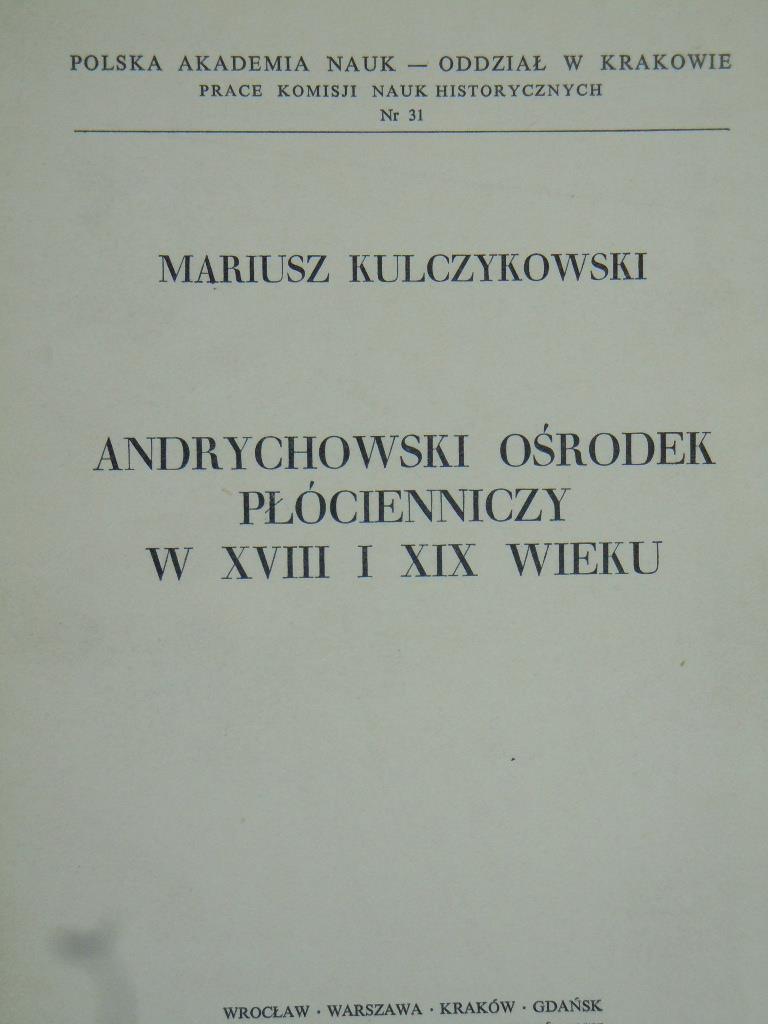 POLSKA AKADEMIA NAUK — ODDZIAŁ W KRAKOWIE
PRACE KOMISJI NAUK HISTORYCZNYCH
Nr 31
MARIUSZ KULCZYKOWSKI
ANDRYCHOWSKI OŚRODEK
PŁÓCIENNICZY
W XVIII I XIX WIEKU
WROCŁAW · WARSZAWA · KRAKÓW · GDAŃSK